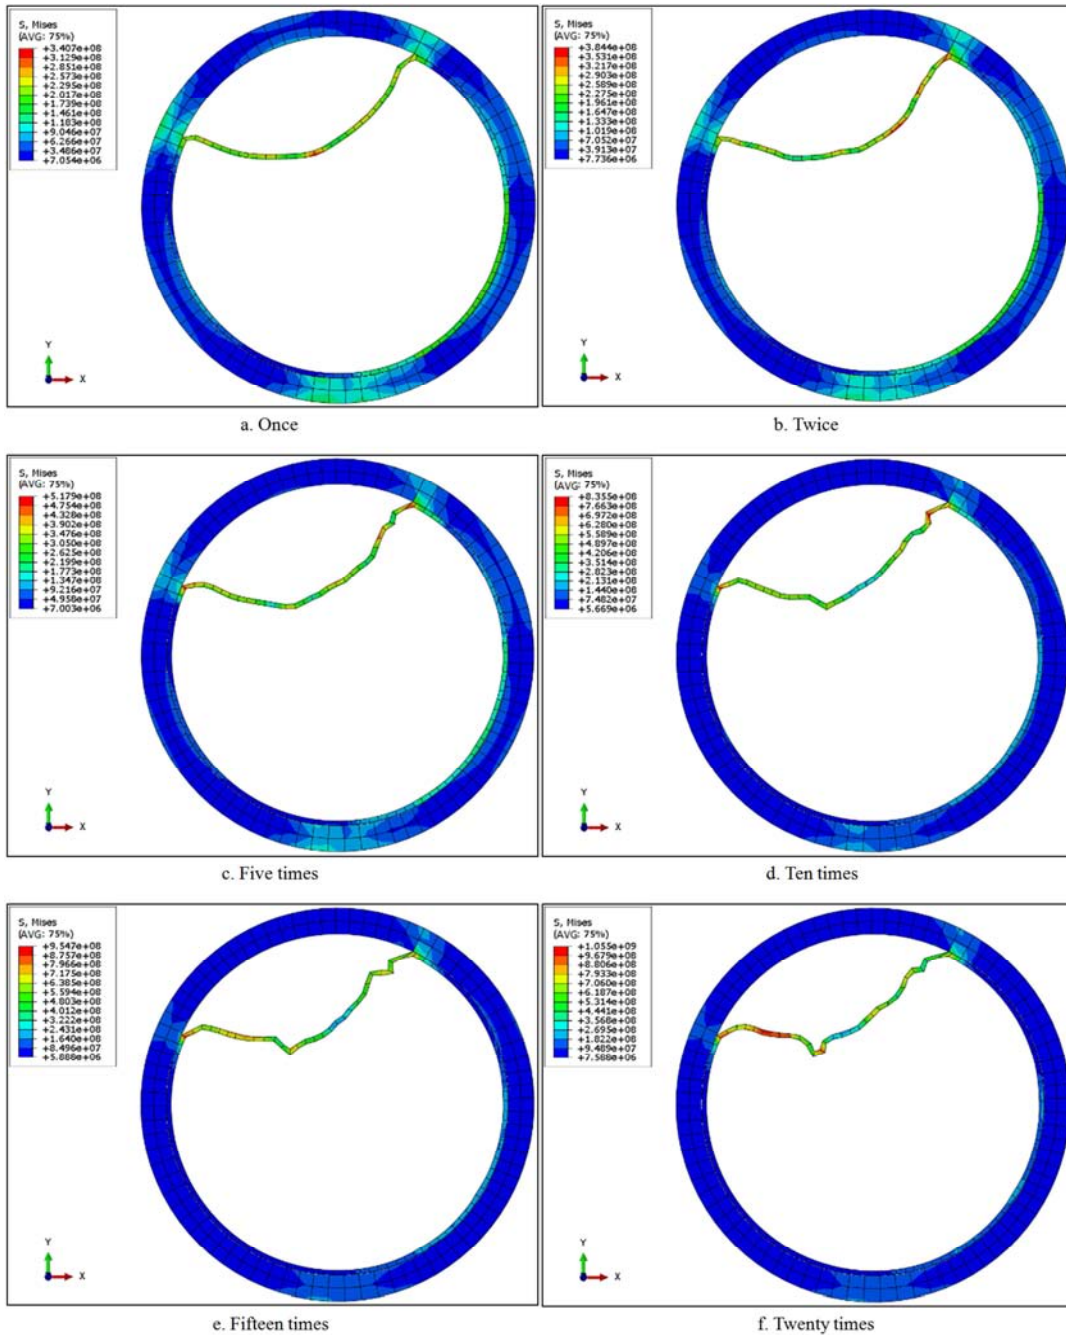 S, Mises
(AVG: 75%)
+3.407e+08
+3.129e+08
+2.851e+08
+2.573e+08
+2.295e+08
+2.017e+08
+1.739e+08
+1.461e+08
+1.183e+08
+9.046e+07
+6.266e+07
+3.486e+07
+7.054e+06
Y
X
a. Once
S, Mises
(AVG: 75%)
+3.844e+08
+3.531e+08
+3.217e+08
+2.903e+08
+2.589e+08
+2.275e+08
+1.961e+08
+1.647e+08
+1.333e+08
+1.019e+08
+7.052e+07
+3.913e+07
+7.736e+06
Y
X
b. Twice
S, Mises
(AVG: 75%)
+5.179e+08
+4.754e+08
+4.328e+08
+3.902e+08
+3.476e+08
+3.050e+08
+2.625e+08
+2.199e+08
+1.773e+08
+1.347e+08
+9.216e+07
+4.958e+07
+7.003e+06
Y
X
c. Five times
S, Mises
(AVG: 75%)
+8.355e+08
+7.663e+08
+6.972e+08
+6.280e+08
+5.589e+08
+4.897e+08
+4.206e+08
+3.514e+08
+2.823e+08
+2.131e+08
+1.440e+08
+7.482e+07
+5.669e+06
Y
X
d. Ten times
S, Mises
(AVG: 75%)
+9.547e+08
+8.757e+08
+7.966e+08
+7.175e+08
+6.385e+08
+5.594e+08
+4.803e+08
+4.012e+08
+3.222e+08
+2.431e+08
+1.640e+08
+8.496e+07
+5.888e+06
Y
X
e. Fifteen times
S, Mises
(AVG: 75%)
+1.055e+09
+9.679e+08
+8.806e+08
+7.933e+08
+7.060e+08
+6.187e+08
+5.314e+08
+4.441e+08
+3.568e+08
+2.695e+08
+1.822e+08
+9.489e+07
+7.588e+06
Y
X
f. Twenty times